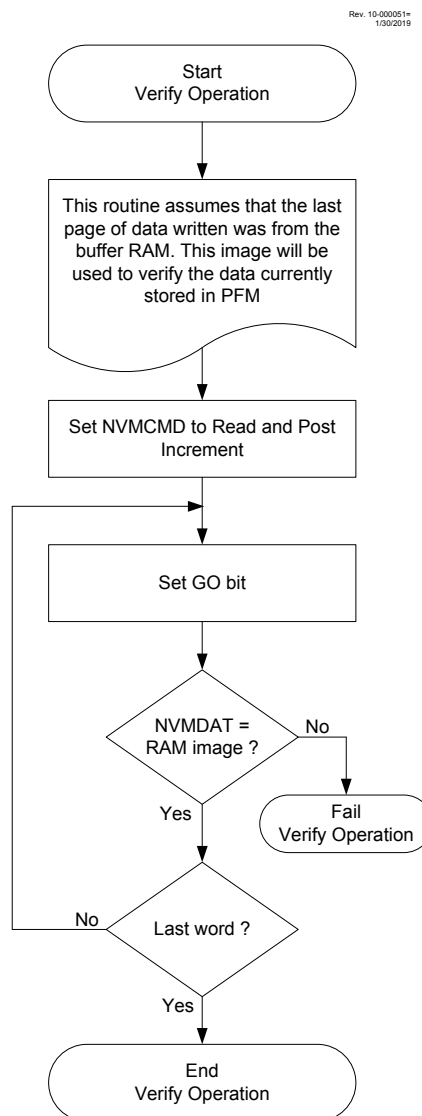 Rev. 10-000051=
1/30/2019
Start
Verify Operation
This routine assumes that the last
page of data written was from the
buffer RAM. This image will be
used to verify the data currently
stored in PFM
Set NVMCMD to Read and Post
Increment
Set GO bit
NVMDAT =
RAM image ?
No
Yes
Fail
Verify Operation
Last word ?
No
Yes
End
Verify Operation